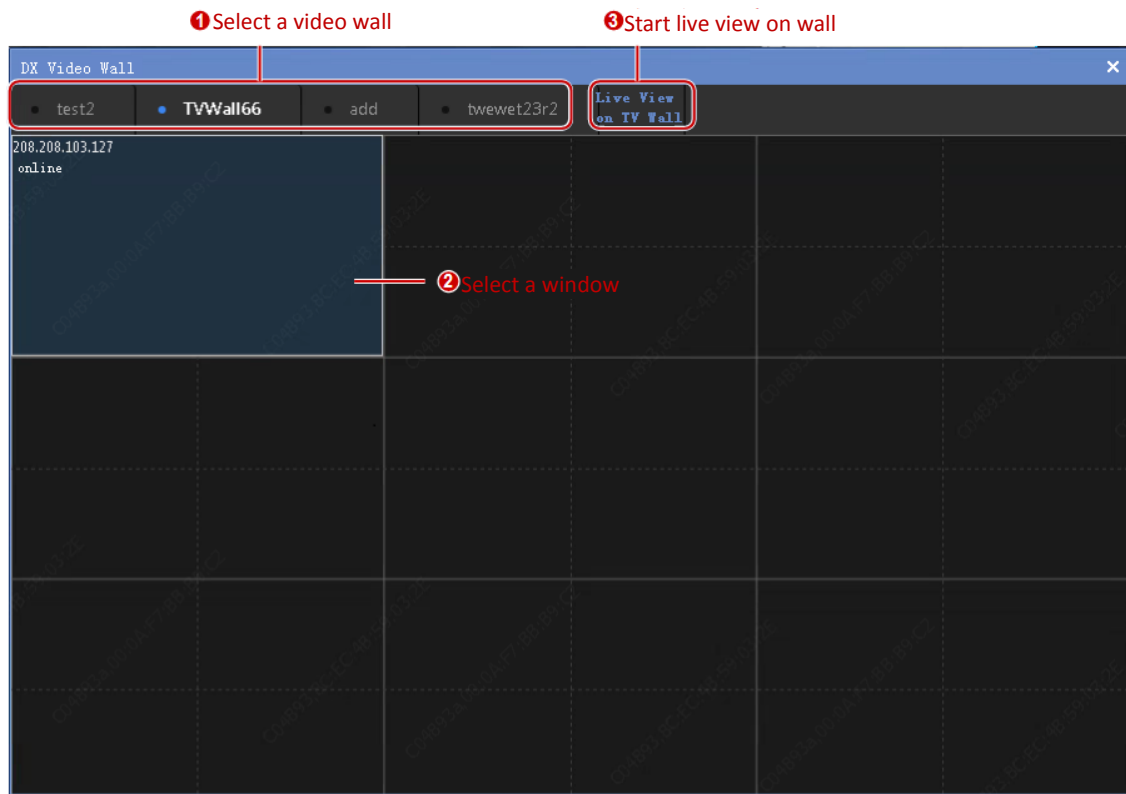 ❶Select a video wall
❸Start live view on wall
DX Video Wall
test2
TVWall66
add
twewet23r2
Live View
on TV Wall
208.208.103.127
online
❷Select a window